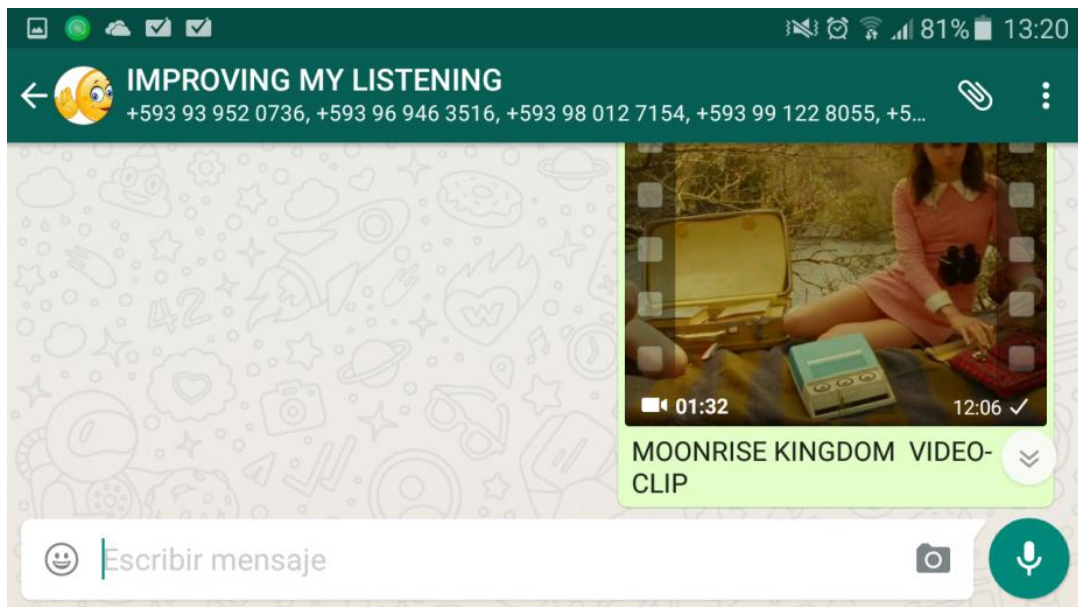 81% 13:20
IMPROVING MY LISTENING
+593 93 952 0736, +593 96 946 3516, +593 98 012 7154, +593 99 122 8055, +5...
42
W
01:32 12:06
MOONRISE KINGDOM VIDEO-
CLIP
Escribir mensaje